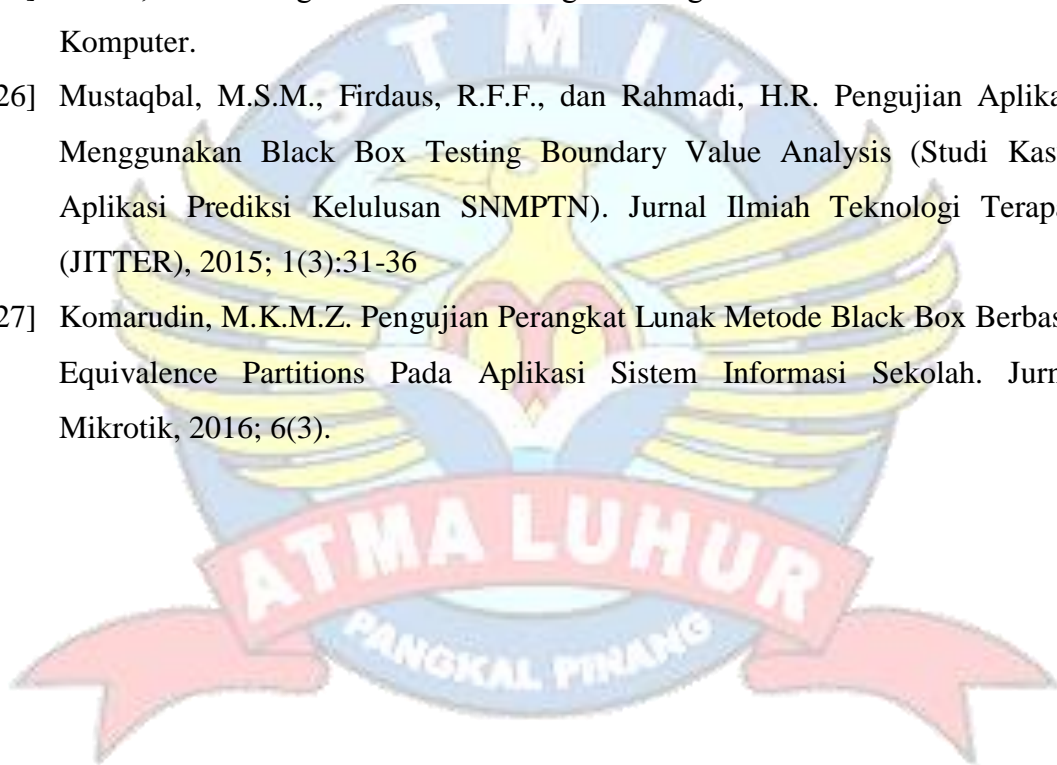 Komputer.
26] Mustaqbal, M.S.M., Firdaus, R.F.F., dan Rahmadi, H.R. Pengujian Aplika
Menggunakan Black Box Testing Boundary Value Analysis (Studi Kas
Aplikasi Prediksi Kelulusan SNMPTN). Jurnal Ilmiah Teknologi Terapa
(JITTER), 2015; 1(3):31-36
27] Komarudin, M.K.M.Z. Pengujian Perangkat Lunak Metode Black Box Berbas
Equivalence Partitions Pada Aplikasi Sistem Informasi Sekolah. Jurn
Mikrotik, 2016; 6(3).
STMIK
ATMA LUHUR
PANGKAL PINANG